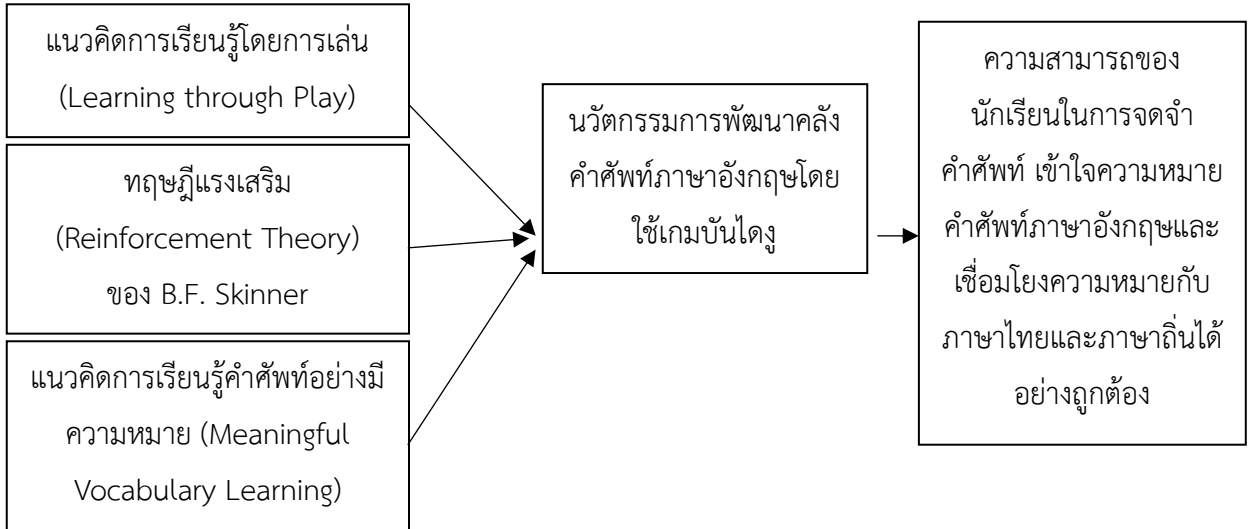 แนวคิดการเรียนรู้โดยการเล่น
(Learning through Play)
ทฤษฎีแรงเสริม
(Reinforcement Theory)
ของ B.F. Skinner
แนวคิดการเรียนรู้คำศัพท์อย่างมี
ความหมาย (Meaningful
Vocabulary Learning)
นวัตกรรมการพัฒนาคลัง
คำศัพท์ภาษาอังกฤษโดย
ใช้เกมบันไดงู
ความสามารถของ
นักเรียนในการจดจำ
คำศัพท์ เข้าใจความหมาย
คำศัพท์ภาษาอังกฤษและ
เชื่อมโยงความหมายกับ
ภาษาไทยและภาษาถิ่นได้
อย่างถูกต้อง